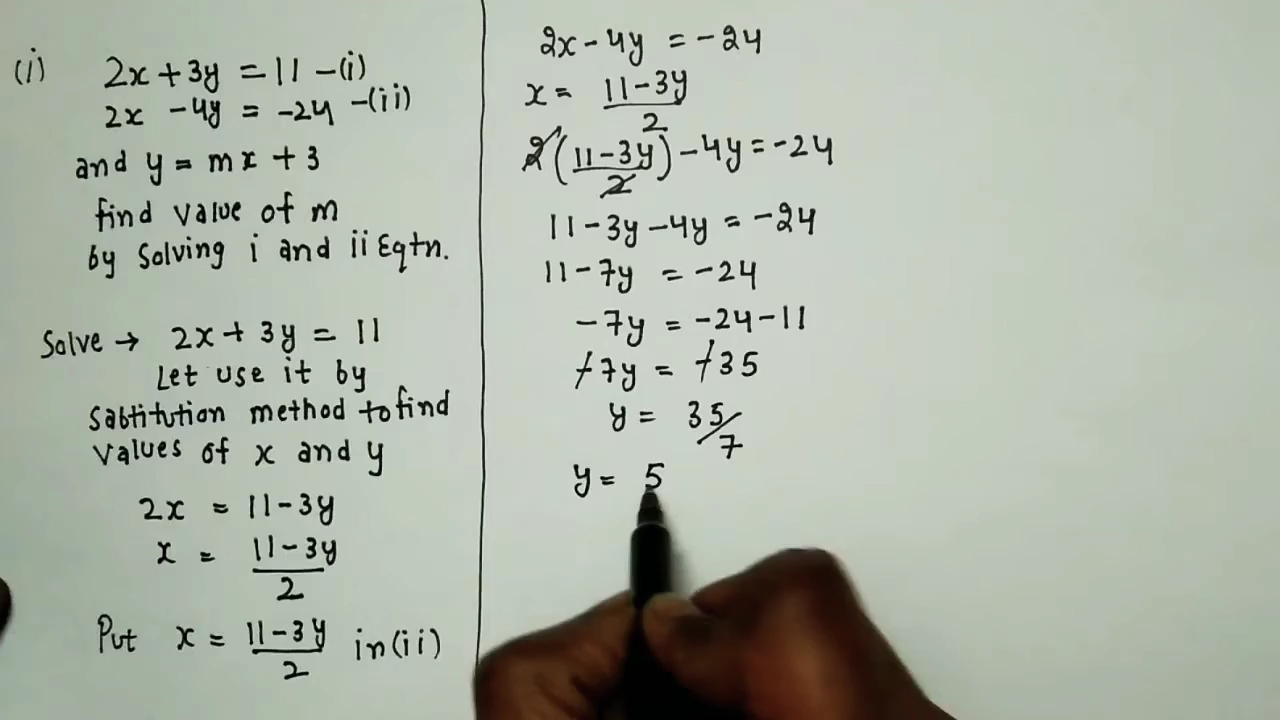 (i) 2x + 3y = 11 -(i)
2x - 4y = -24 -(ii)
and y = mx + 3
find value of m
by Solving i and ii Eqtn.
Solve → 2x + 3y = 11
Let use it by
Sabtitution method to find
Values of x and y
2x = 11-3y
x = 11-3y/2
Put x = 11-3y/2 in(ii)
2x - 4y = -24
x = 11-3y/2
2(11-3y/2) - 4y = -24
11 - 3y - 4y = -24
11 - 7y = -24
-7y = -24-11
-7y = -35
y = 35/7
y = 5